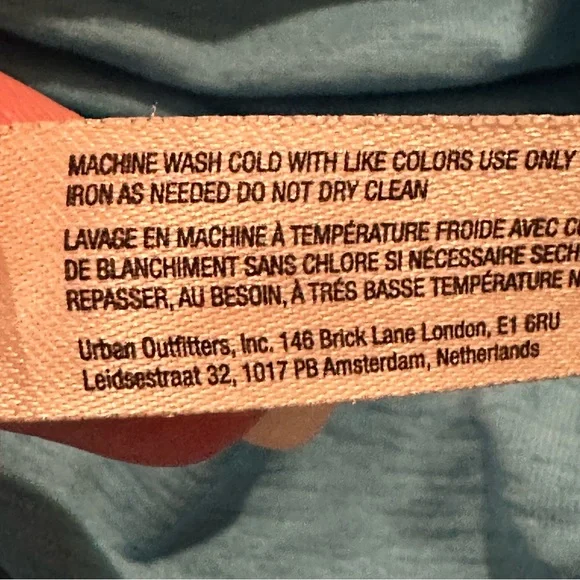 MACHINE WASH COLD WITH LIKE COLORS USE ONLY
IRON AS NEEDED DO NOT DRY CLEAN
LAVAGE EN MACHINE À TEMPÉRATURE FROIDE AVEC
DE BLANCHIMENT SANS CHLORE SI NÉCESSAIRE
REPASSER, AU BESOIN, À TRÉS BASSE TEMPÉRATURE
Urban Outfitters, Inc. 146 Brick Lane London, E1 6RU
Leidsestraat 32, 1017 PB Amsterdam, Netherlands